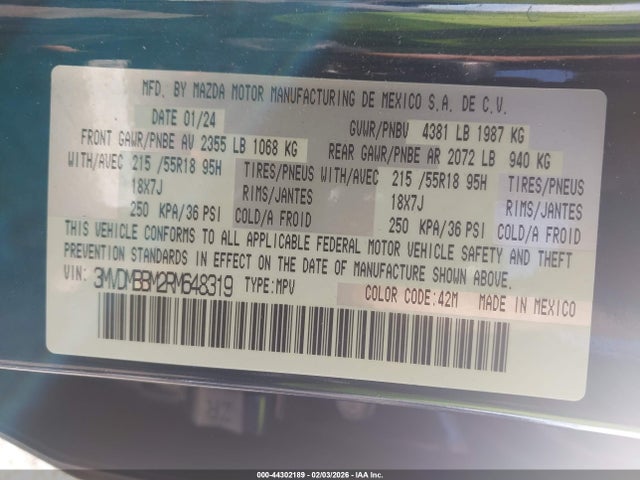 MFD. BY MAZDA MOTOR MANUFACTURING DE MEXICO S.A. DE C.V.
DATE 01/24 GVWR/PNBV 4381 LB 1987 KG
FRONT GAWR/PNBE AV 2355 LB 1068 KG REAR GAWR/PNBE AR 2072 LB 940 KG
WITH/AVEC 215 /55R18 95H TIRES/PNEUS WITH/AVEC 215 /55R18 95H TIRES/PNEUS
18X7J RIMS/JANTES 18X7J RIMS/JANTES
250 KPA/36 PSI COLD/A FROID 250 KPA/36 PSI COLD/A FROID
THIS VEHICLE CONFORMS TO ALL APPLICABLE FEDERAL MOTOR VEHICLE SAFETY AND THEFT
PREVENTION STANDARDS IN EFFECT ON THE DATE OF MANUFACTURE SHOWN ABOVE.
VIN: 3MVDMBBM2RM648319 TYPE:MPV COLOR CODE:42M MADE IN MEXICO
000-44302189 - 02/03/2026 - IAA Inc.